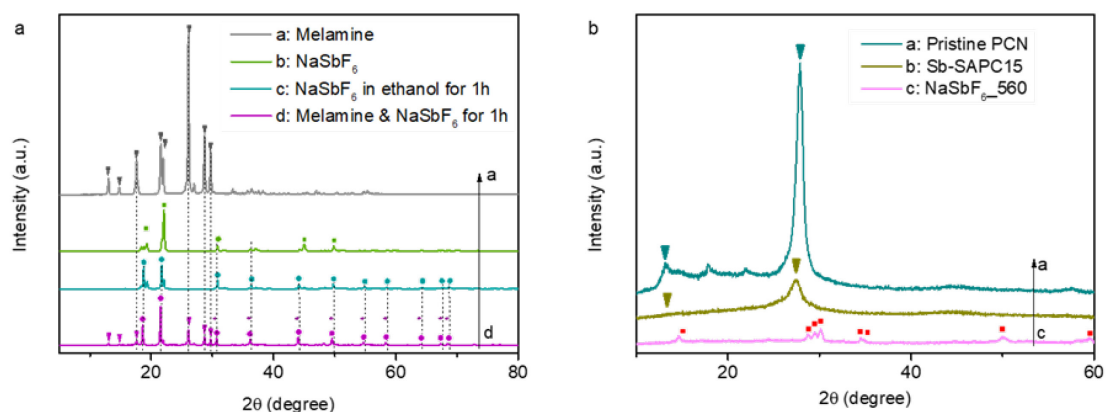 a
a: Melamine
b: NaSbF₆
c: NaSbF₆ in ethanol for 1h
d: Melamine & NaSbF₆ for 1h
Intensity (a.u.)
a
d
20
40
60
80
2θ (degree)
b
a: Pristine PCN
b: Sb-SAPC15
c: NaSbF₆_560
Intensity (a.u.)
a
c
20
40
60
2θ (degree)